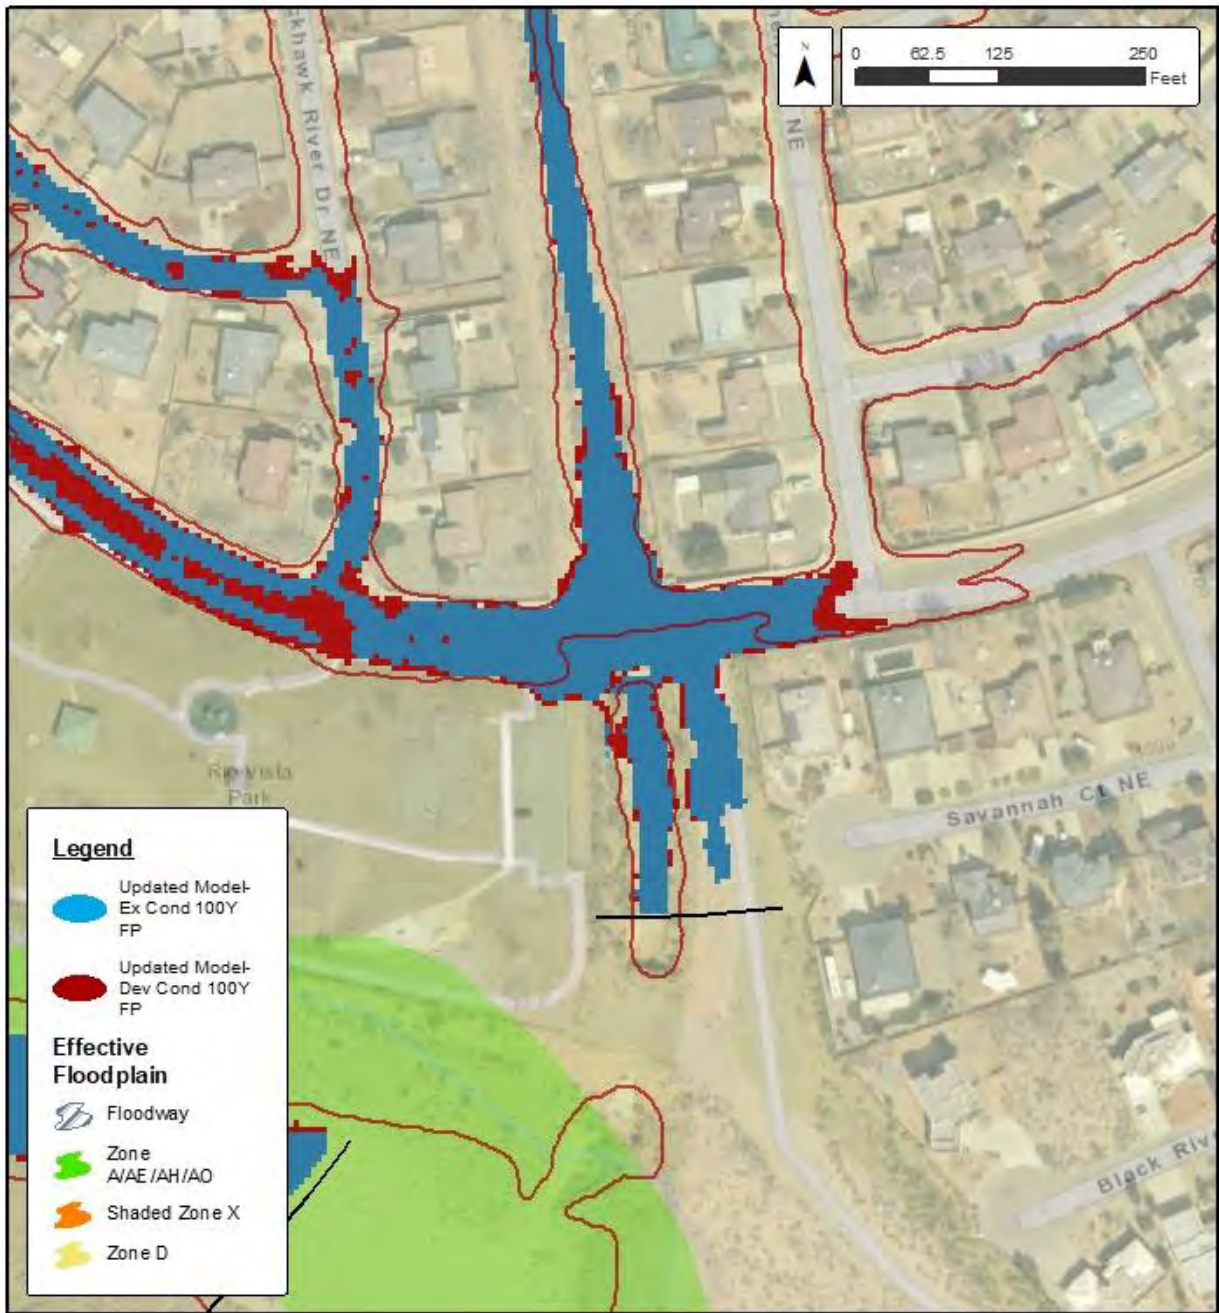 ckhawk River Dr NE
NE
N
0 62.5 125 250
Feet
Rio Vista
Park
Savannah Ct NE
Black Rive
Legend
Updated Model-
Ex Cond 100Y
FP
Updated Model-
Dev Cond 100Y
FP
Effective
Floodplain
Floodway
Zone
A/AE/AH/AO
Shaded Zone X
Zone D